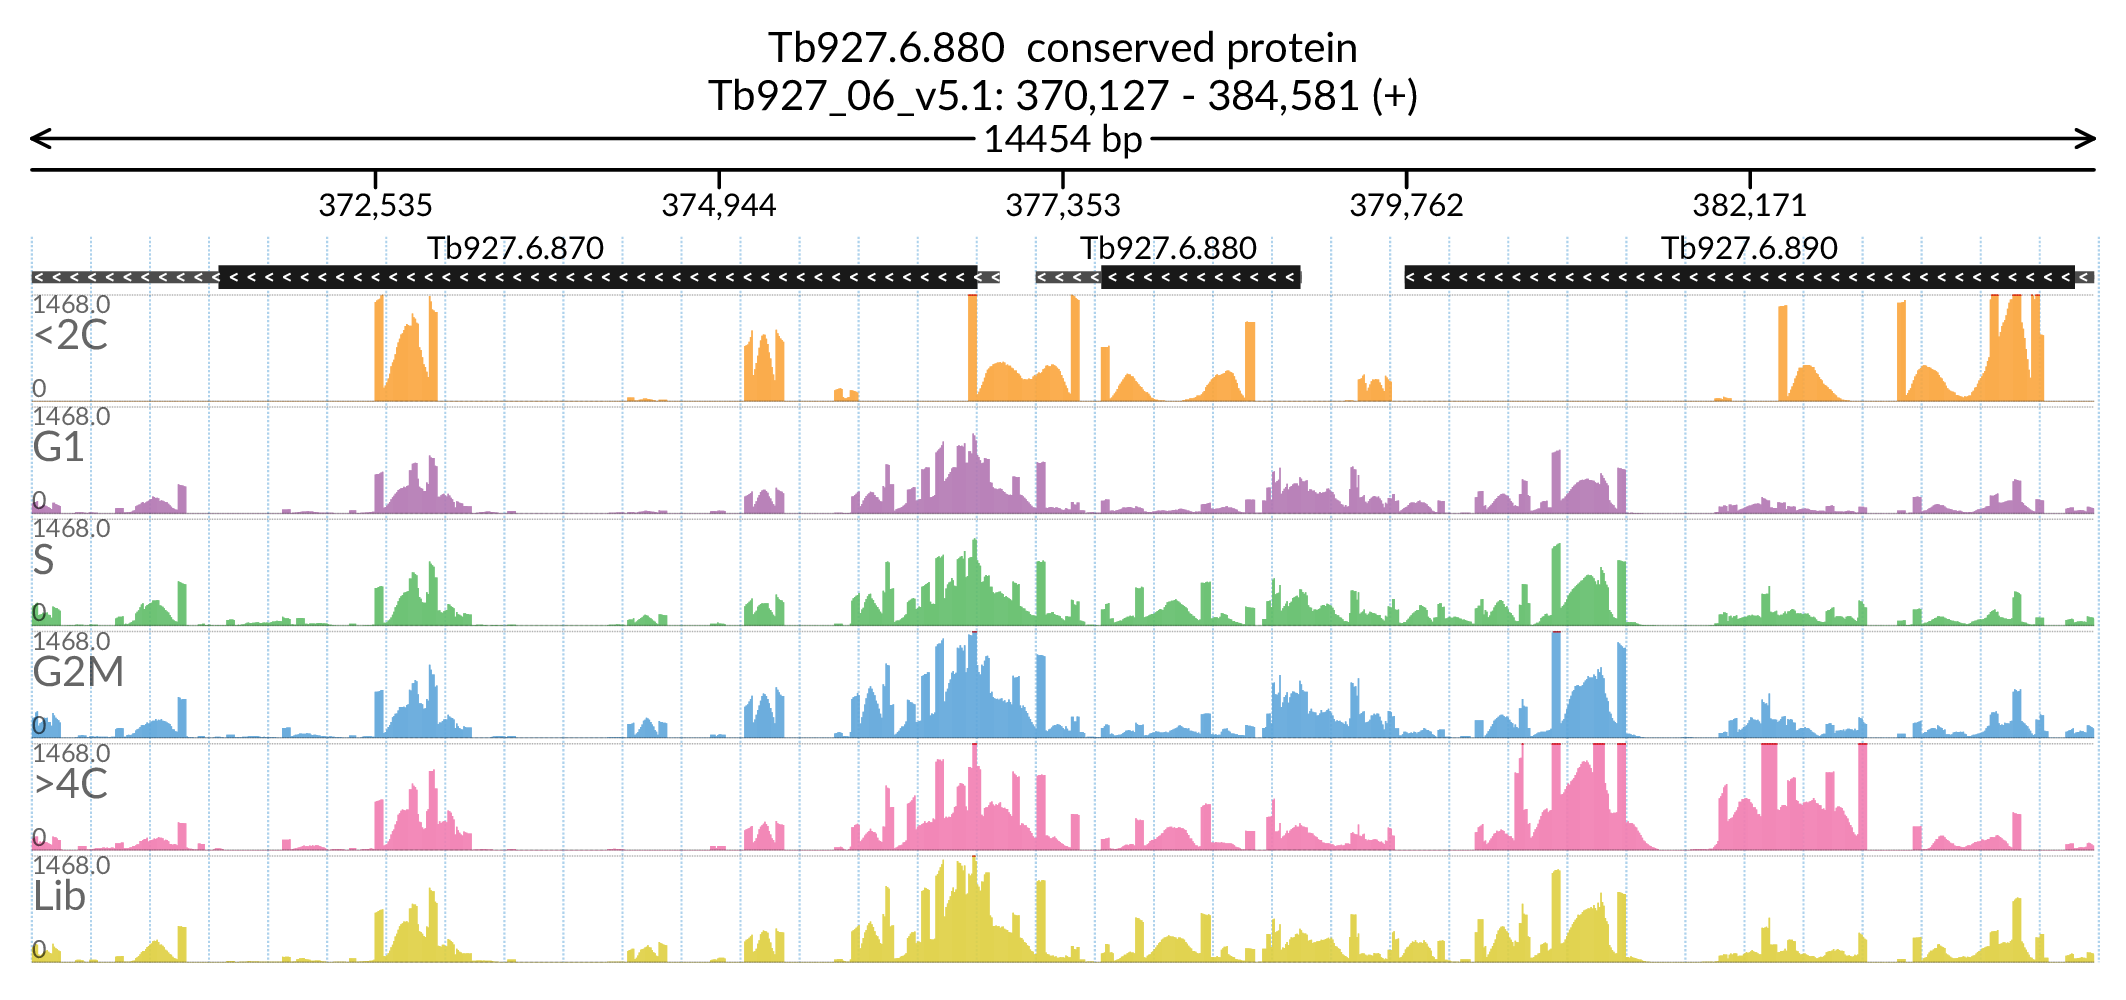 Tb927.6.880 conserved protein
Tb927_06_v5.1: 370,127 - 384,581 (+)
14454 bp
372,535 374,944 377,353 379,762 382,171
Tb927.6.870 Tb927.6.880 Tb927.6.890
1468.0
<2C
0
1468.0
G1
0
1468.0
S
0
1468.0
G2M
0
1468.0
>4C
0
1468.0
Lib
0